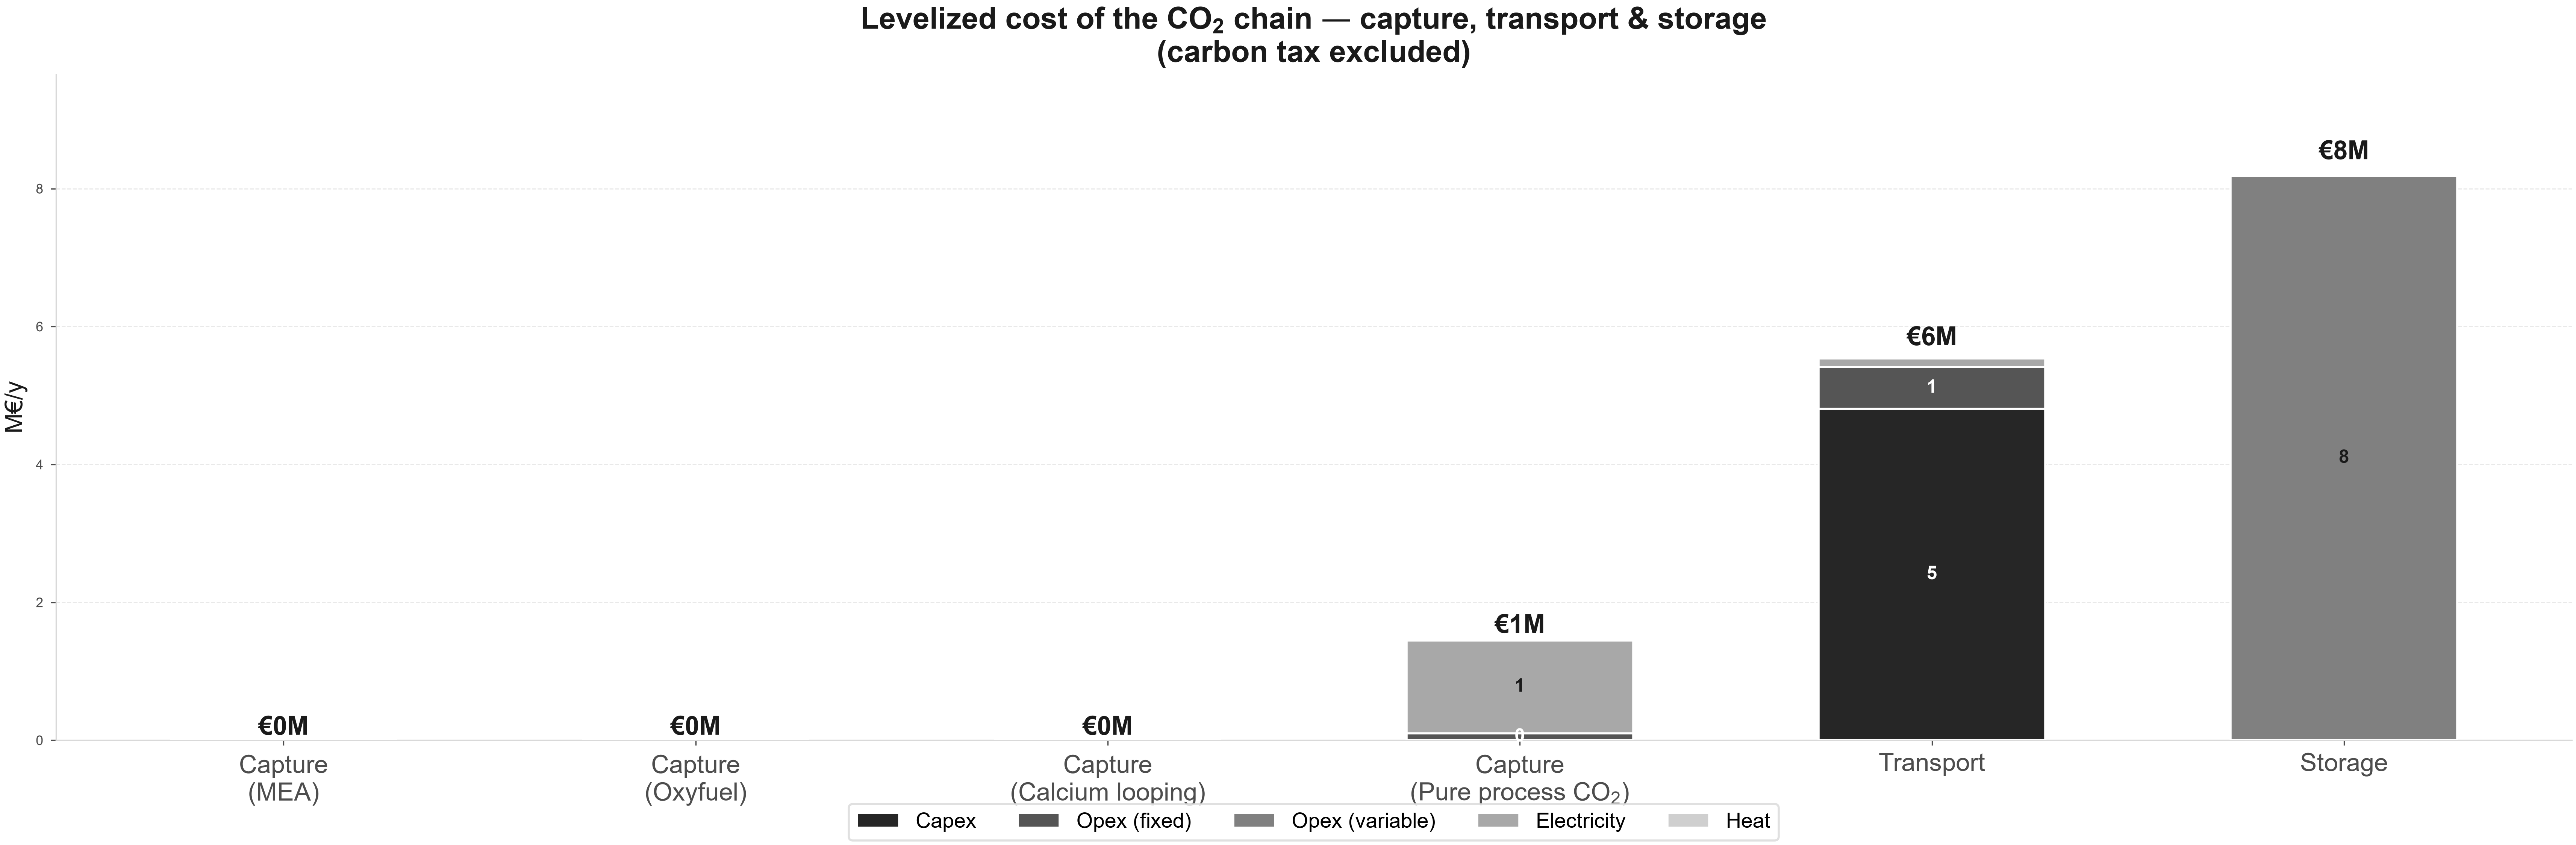 Levelized cost of the CO₂ chain — capture, transport & storage
(carbon tax excluded)
M€/y
8
6
4
2
0
€0M
€0M
€0M
€1M
1
0
€6M
1
5
€8M
8
Capture
(MEA)
Capture
(Oxyfuel)
Capture
(Calcium looping)
Capture
(Pure process CO₂)
Transport
Storage
Capex
Opex (fixed)
Opex (variable)
Electricity
Heat